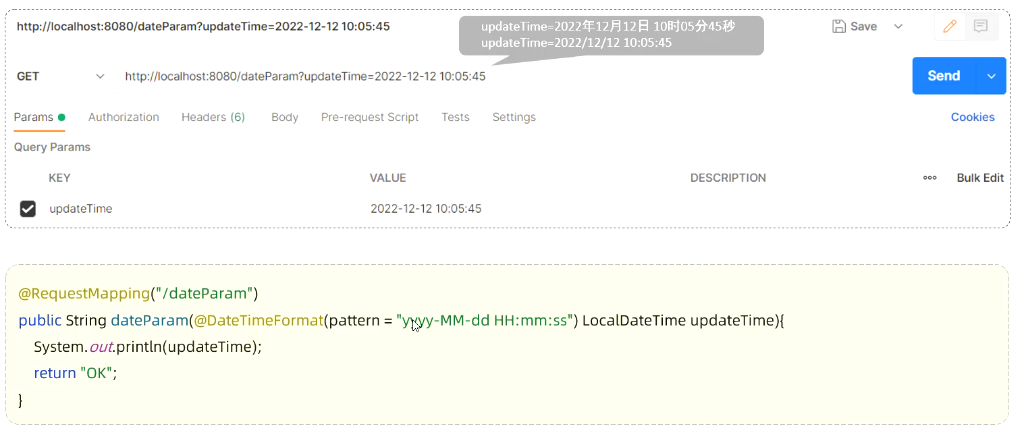 http://localhost:8080/dateParam?updateTime=2022-12-12 10:05:45
updateTime=2022年12月12日 10时05分45秒
updateTime=2022/12/12 10:05:45
Save
GET
http://localhost:8080/dateParam?updateTime=2022-12-12 10:05:45
Send
Params
Authorization
Headers (6)
Body
Pre-request Script
Tests
Settings
Cookies
Query Params
KEY
VALUE
DESCRIPTION
Bulk Edit
updateTime
2022-12-12 10:05:45
@RequestMapping("/dateParam")
public String dateParam(@DateTimeFormat(pattern = "yyyy-MM-dd HH:mm:ss") LocalDateTime updateTime){
System.out.println(updateTime);
return "OK";
}